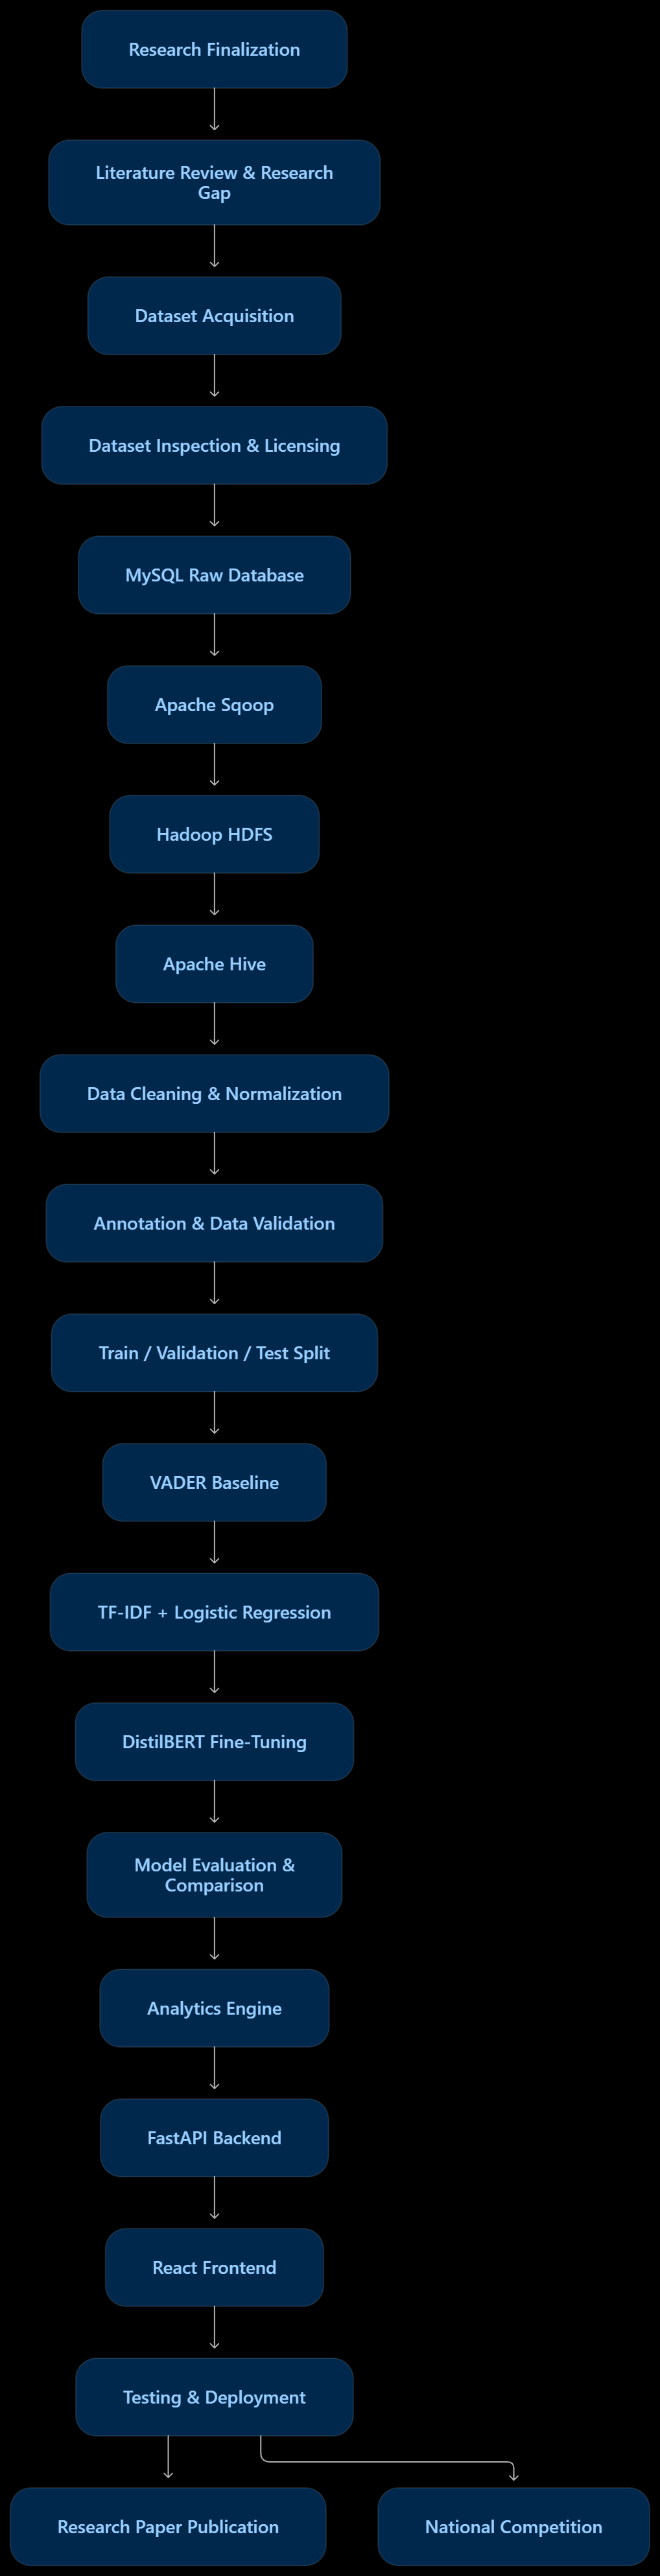 Research Finalization
Literature Review & Research
Gap
Dataset Acquisition
Dataset Inspection & Licensing
MySQL Raw Database
Apache Sqoop
Hadoop HDFS
Apache Hive
Data Cleaning & Normalization
Annotation & Data Validation
Train / Validation / Test Split
VADER Baseline
TF-IDF + Logistic Regression
DistilBERT Fine-Tuning
Model Evaluation &
Comparison
Analytics Engine
FastAPI Backend
React Frontend
Testing & Deployment
Research Paper Publication
National Competition